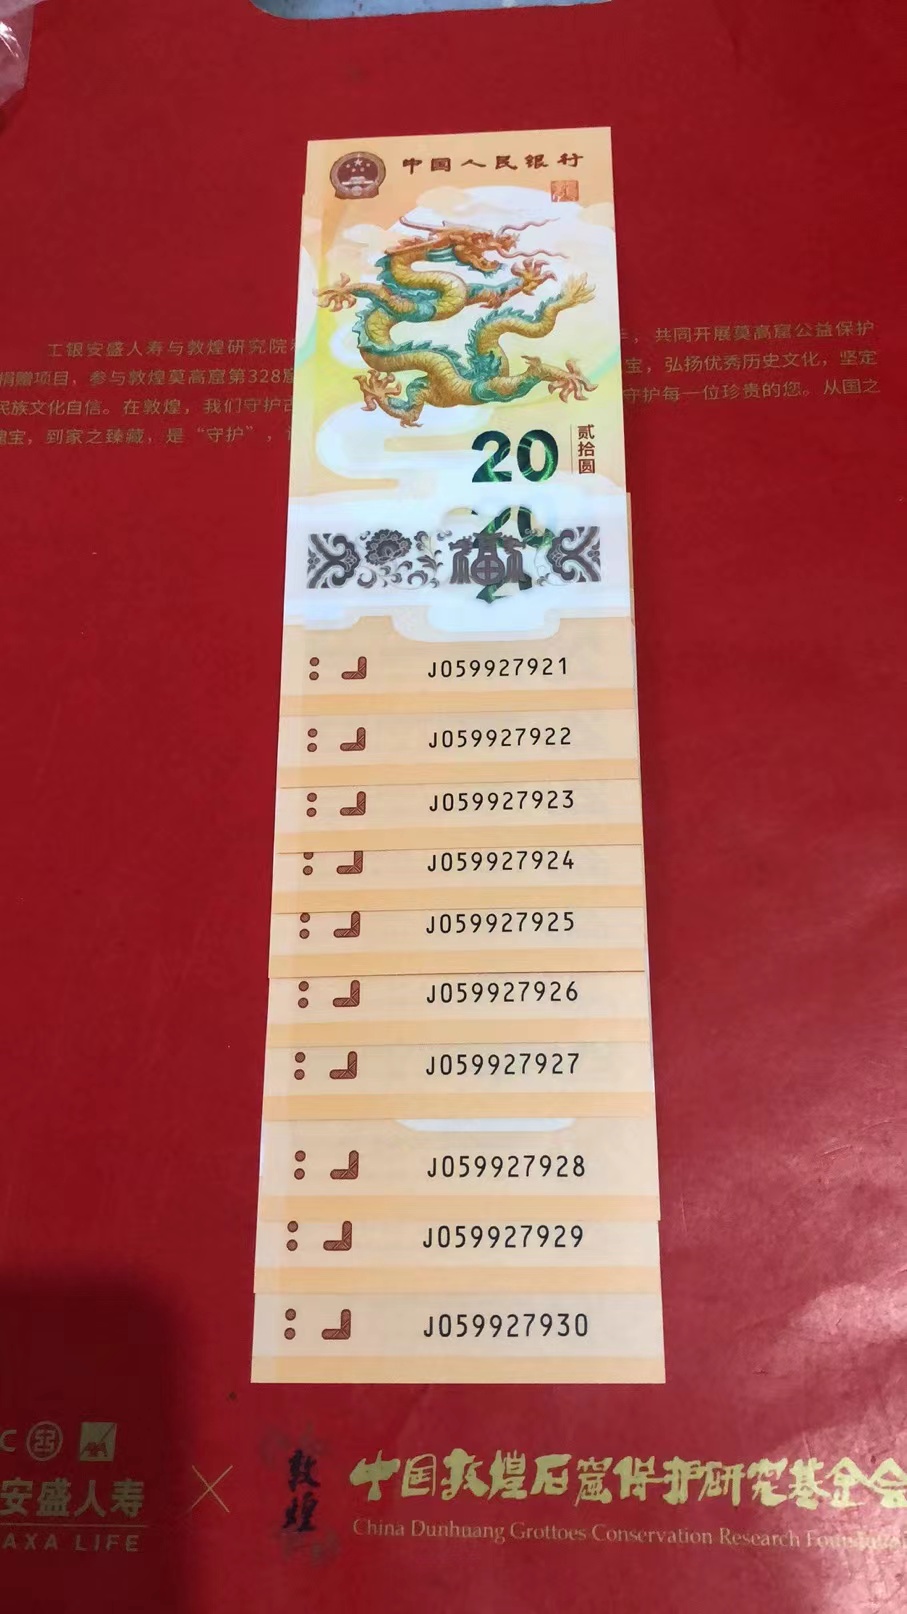 中国人民银行
工银安盛人寿与敦煌研究院
，共同开展莫高窟公益保护
捐赠项目，参与敦煌莫高窟第328窟
宝，弘扬优秀历史文化，坚定
民族文化自信。在敦煌，我们守护古
守护每一位珍贵的您。从国之
瑰宝，到家之臻藏，是“守护”，
20
贰拾圆
20
福
J059927921
J059927922
J059927923
J059927924
J059927925
J059927926
J059927927
J059927928
J059927929
J059927930
C
AXA
安盛人寿
AXA LIFE
敦煌
中国敦煌石窟保护研究基金会
China Dunhuang Grottoes Conservation Research Foundation